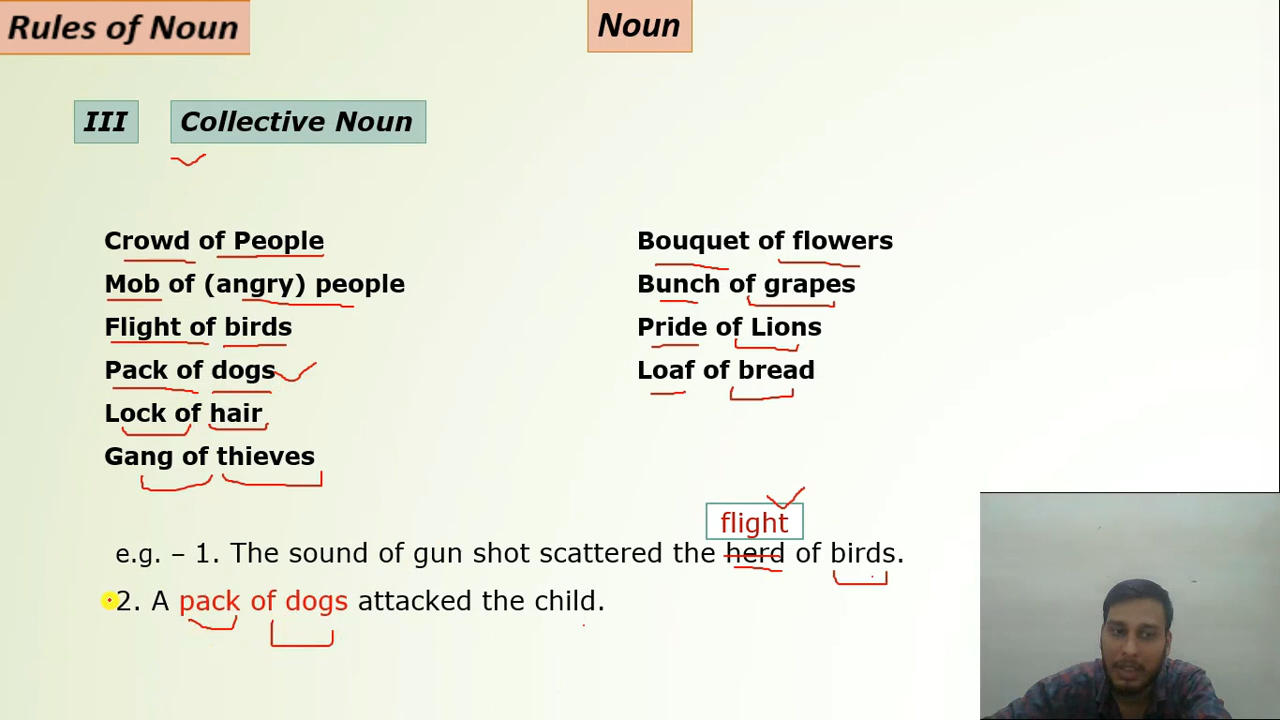 Rules of Noun
Noun
III Collective Noun
Crowd of People
Mob of (angry) people
Flight of birds
Pack of dogs
Lock of hair
Gang of thieves
Bouquet of flowers
Bunch of grapes
Pride of Lions
Loaf of bread
flight
e.g. – 1. The sound of gun shot scattered the herd of birds.
2. A pack of dogs attacked the child.